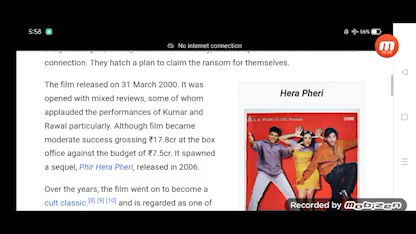 5:58
56%
No internet connection
connection. They hatch a plan to claim the ransom for themselves.
The film released on 31 March 2000. It was
opened with mixed reviews, some of whom
applauded the performances of Kumar and
Rawal particularly. Although film became
moderate success grossing ₹17.8cr at the box
office against the budget of ₹7.5cr. It spawned
a sequel, Phir Hera Pheri, released in 2006.
Over the years, the film went on to become a
cult classic.[8] [9] [10] and is regarded as one of
Hera Pheri
Recorded by mobizen